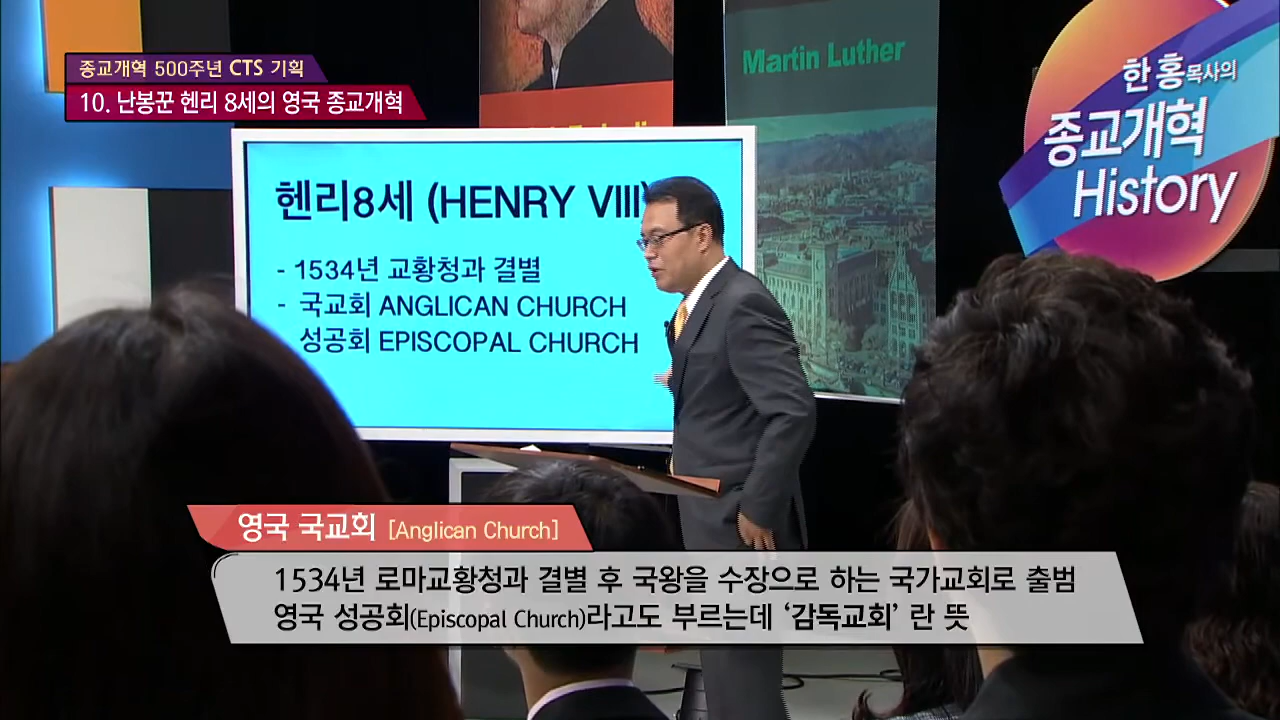 종교개혁 500주년 CTS 기획
10. 난봉꾼 헨리 8세의 영국 종교개혁
Martin Luther
한홍목사의
종교개혁
History
헨리8세 (HENRY VIII)
- 1534년 교황청과 결별
- 국교회 ANGLICAN CHURCH
성공회 EPISCOPAL CHURCH
영국 국교회 [Anglican Church]
1534년 로마교황청과 결별 후 국왕을 수장으로 하는 국가교회로 출범
영국 성공회(Episcopal Church)라고도 부르는데 ‘감독교회’ 란 뜻